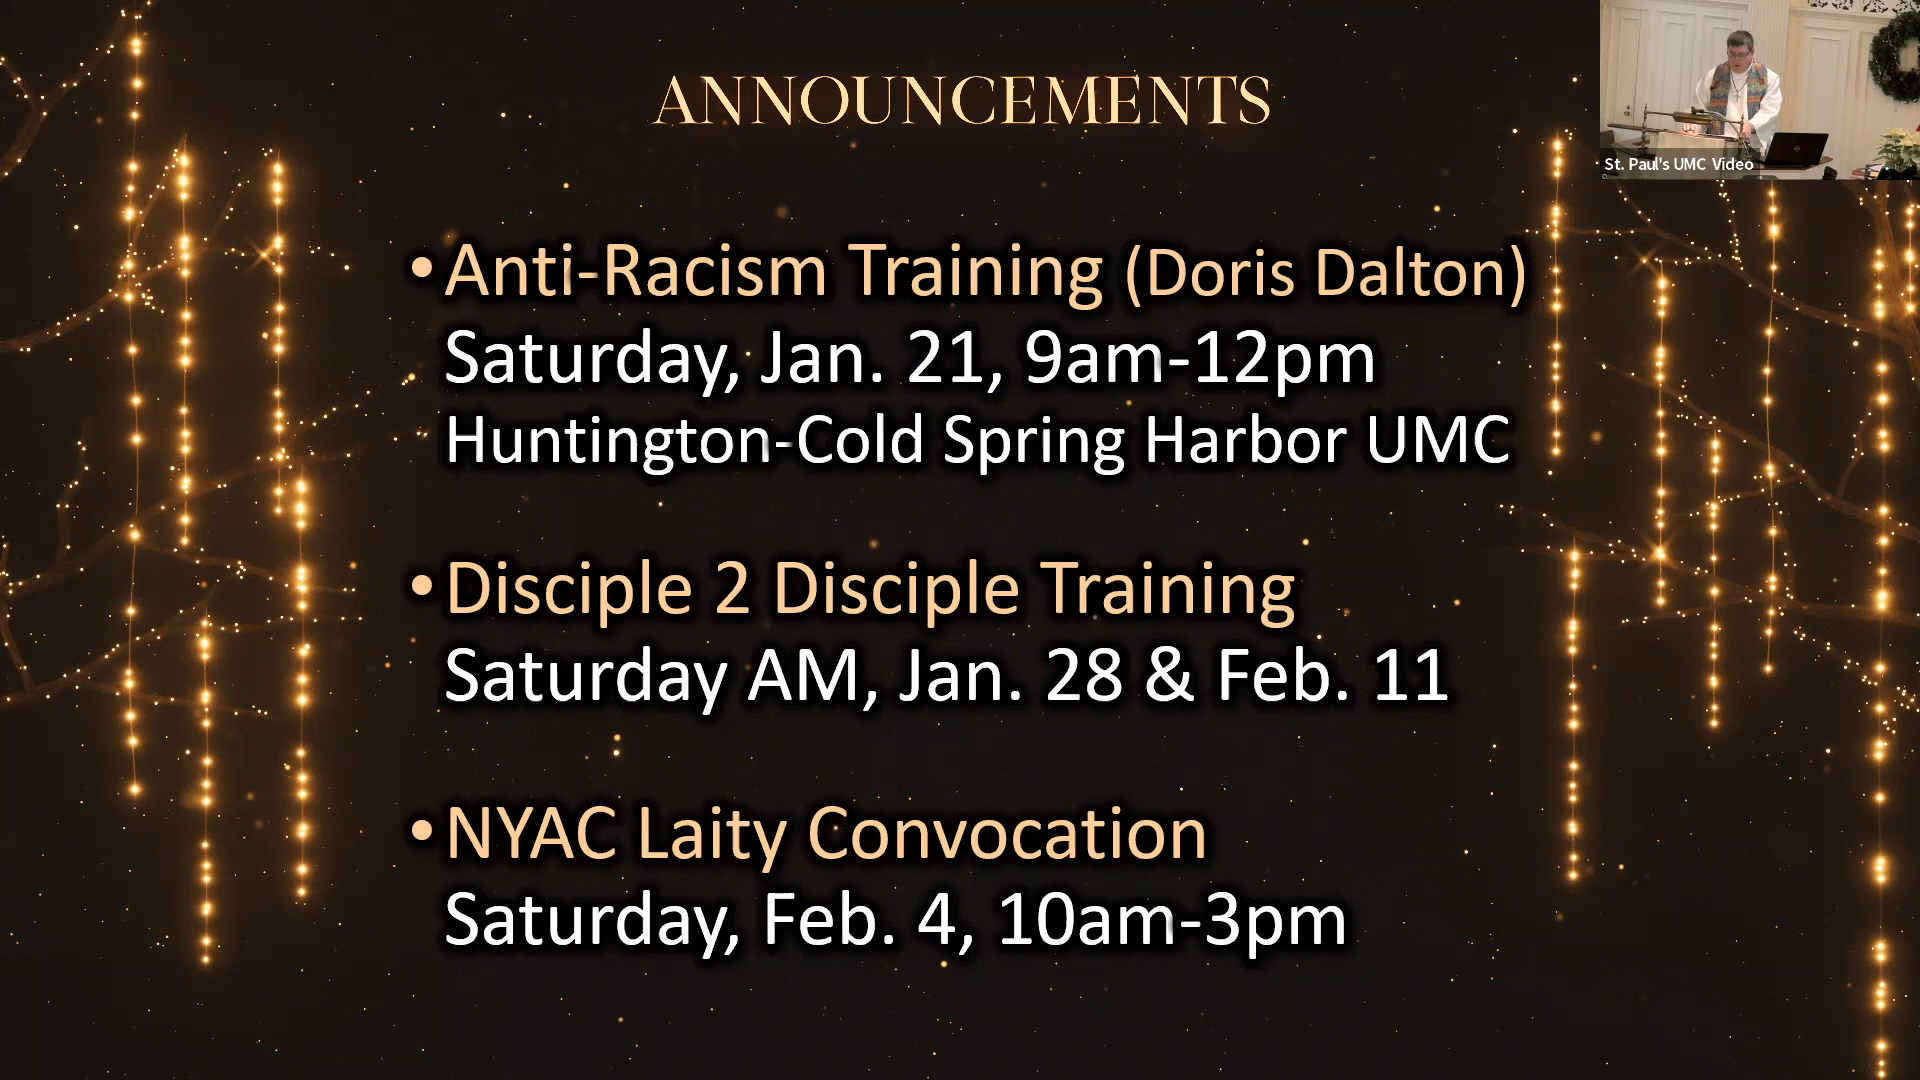 ANNOUNCEMENTS
St. Paul's UMC Video
•Anti-Racism Training (Doris Dalton)
Saturday, Jan. 21, 9am-12pm
Huntington-Cold Spring Harbor UMC
•Disciple 2 Disciple Training
Saturday AM, Jan. 28 & Feb. 11
•NYAC Laity Convocation
Saturday, Feb. 4, 10am-3pm